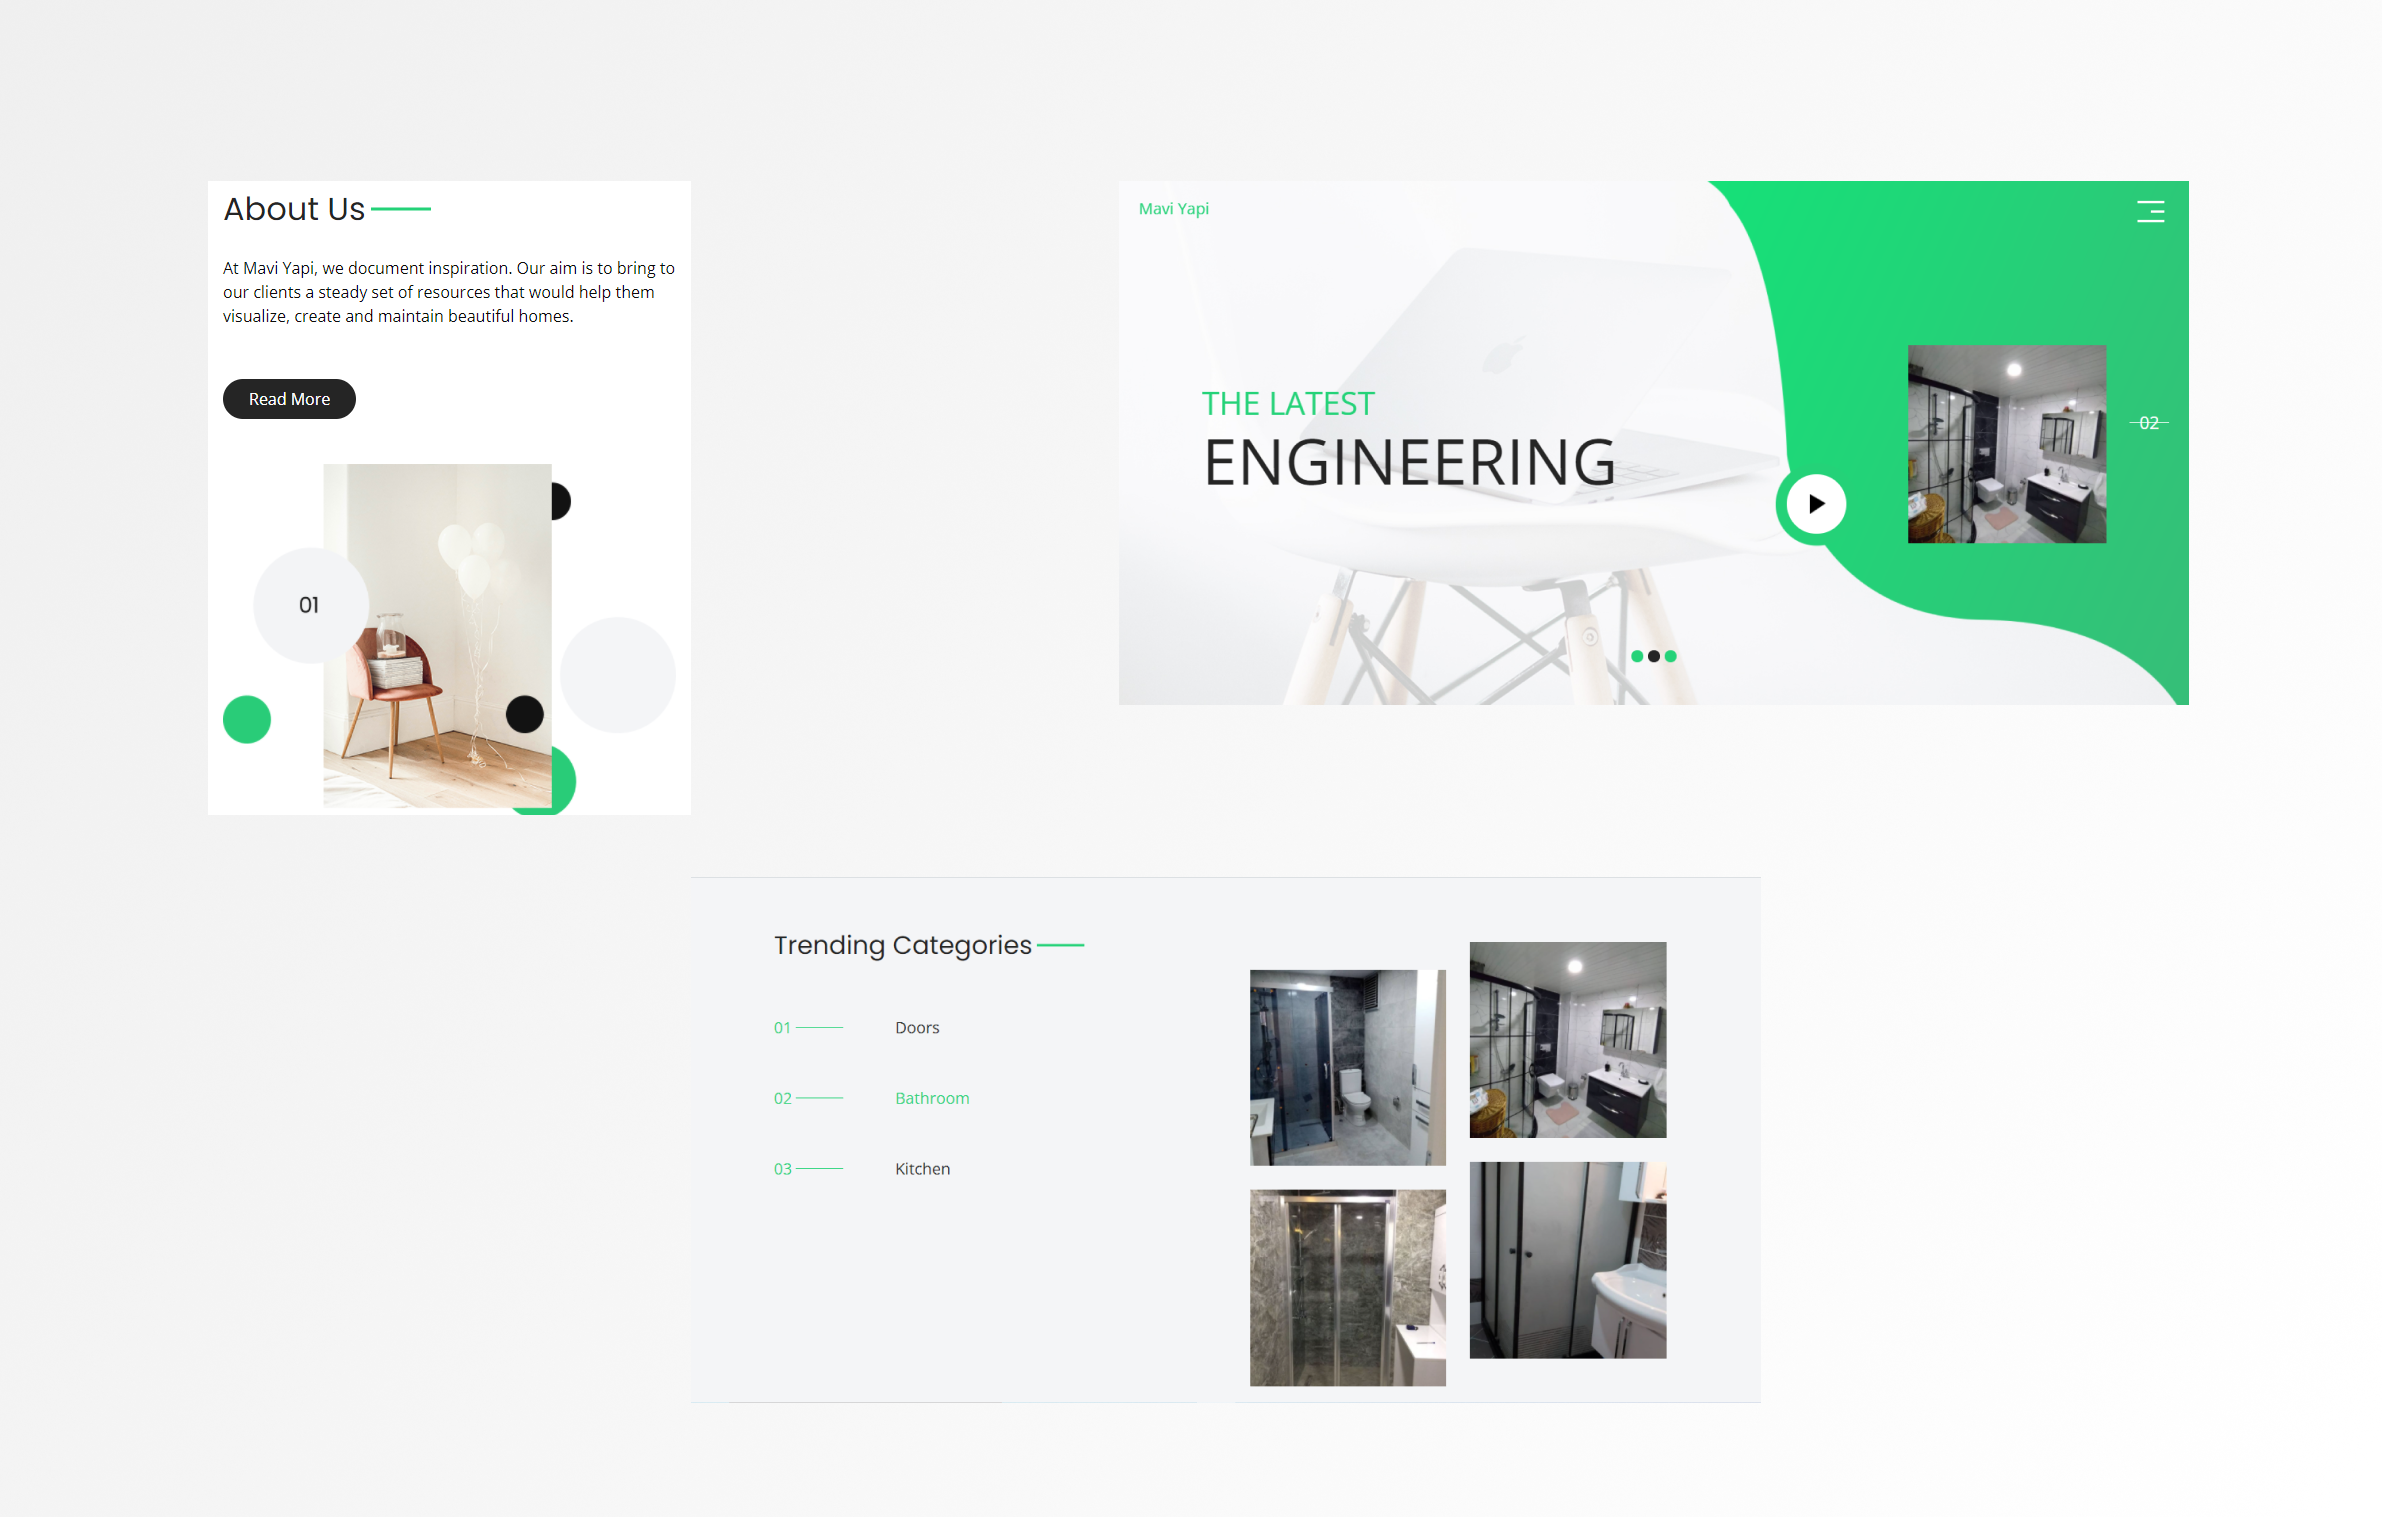 About Us
At Mavi Yapi, we document inspiration. Our aim is to bring to
our clients a steady set of resources that would help them
visualize, create and maintain beautiful homes.
Read More
01
Mavi Yapi
THE LATEST
ENGINEERING
02
Trending Categories
01 Doors
02 Bathroom
03 Kitchen